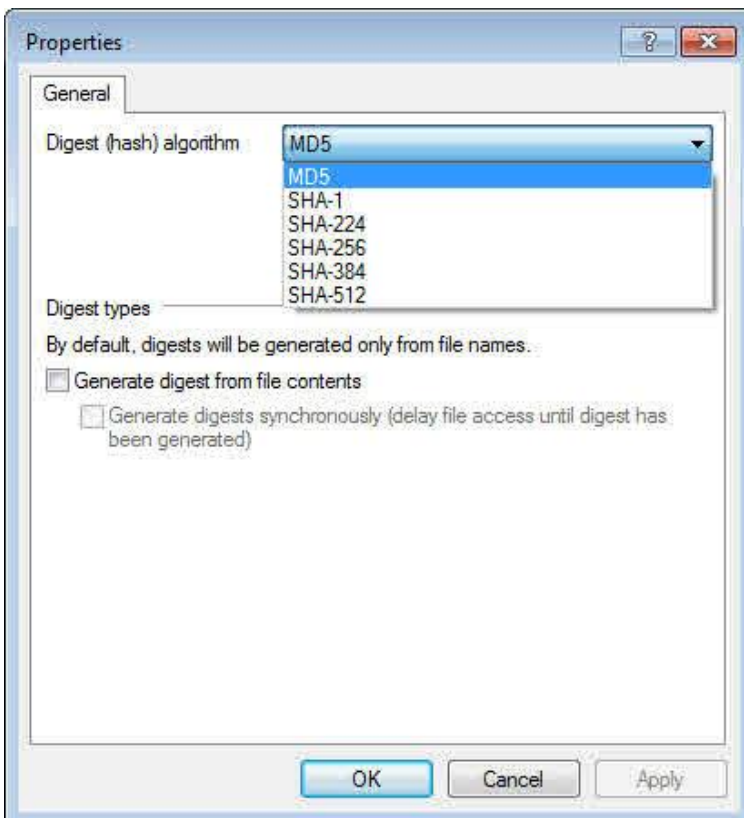 Properties
General
Digest (hash) algorithm
MD5
MD5
SHA-1
SHA-224
SHA-256
SHA-384
SHA-512
Digest types
By default, digests will be generated only from file names.
Generate digest from file contents
Generate digests synchronously (delay file access until digest has
been generated)
OK
Cancel
Apply